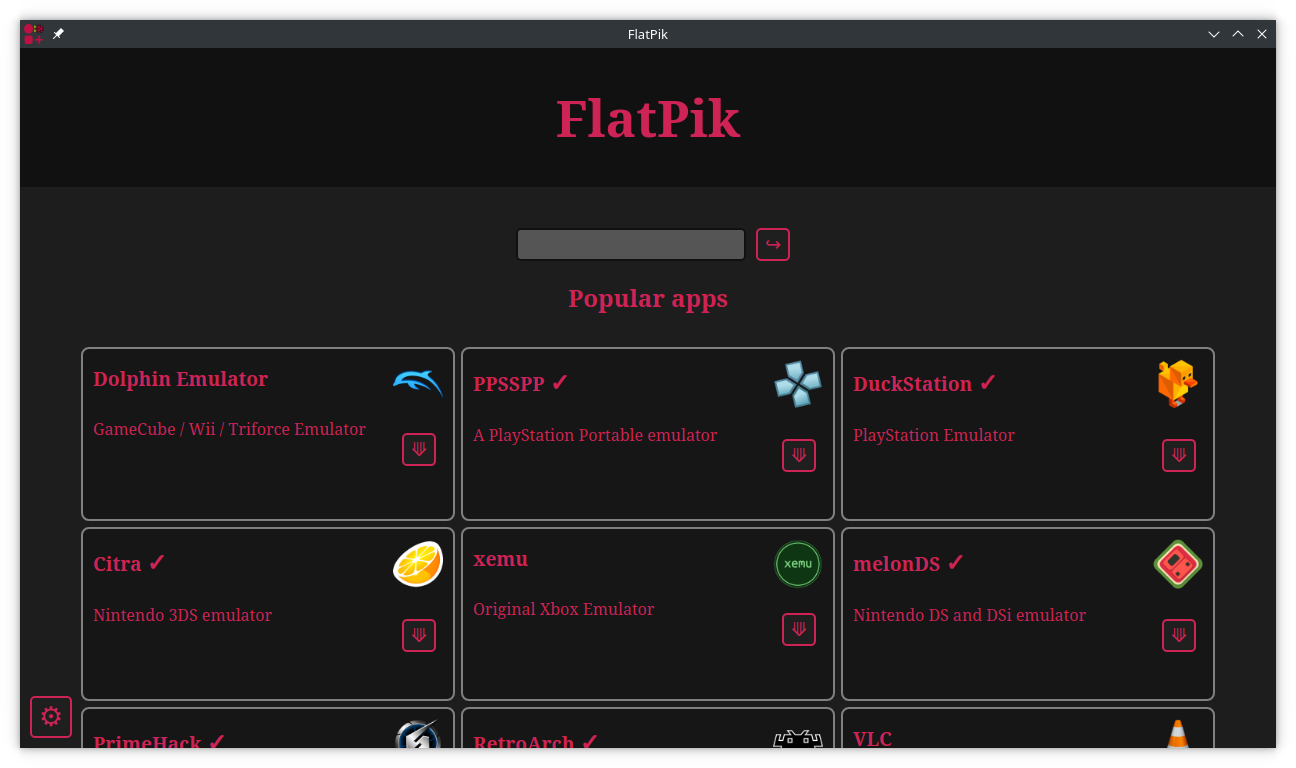 FlatPik
FlatPik
Popular apps
Dolphin Emulator
GameCube / Wii / Triforce Emulator
PPSSPP ✓
A PlayStation Portable emulator
DuckStation ✓
PlayStation Emulator
Citra ✓
Nintendo 3DS emulator
xemu
xemu
Original Xbox Emulator
melonDS ✓
Nintendo DS and DSi emulator
PrimeHack ✓
RetroArch ✓
VLC